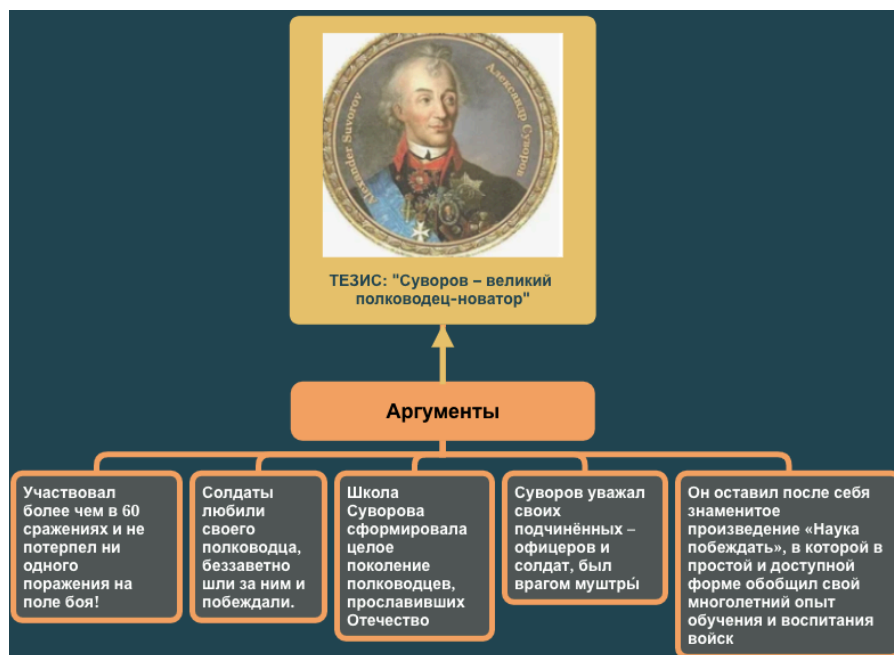 Alexander Suvorov
Александр Суворов
ТЕЗИС: "Суворов – великий
полководец-новатор"
Аргументы
Участвовал
более чем в 60
сражениях и не
потерпел ни
одного
поражения на
поле боя!
Солдаты
любили
своего
полководца,
беззаветно
шли за ним и
побеждали.
Школа
Суворова
сформировала
целое
поколение
полководцев,
прославивших
Отечество
Суворов уважал
своих
подчинённых –
офицеров и
солдат, был
врагом муштры́
Он оставил после себя
знаменитое
произведение «Наука
побеждать», в которой в
простой и доступной
форме обобщил свой
многолетний опыт
обучения и воспитания
войск